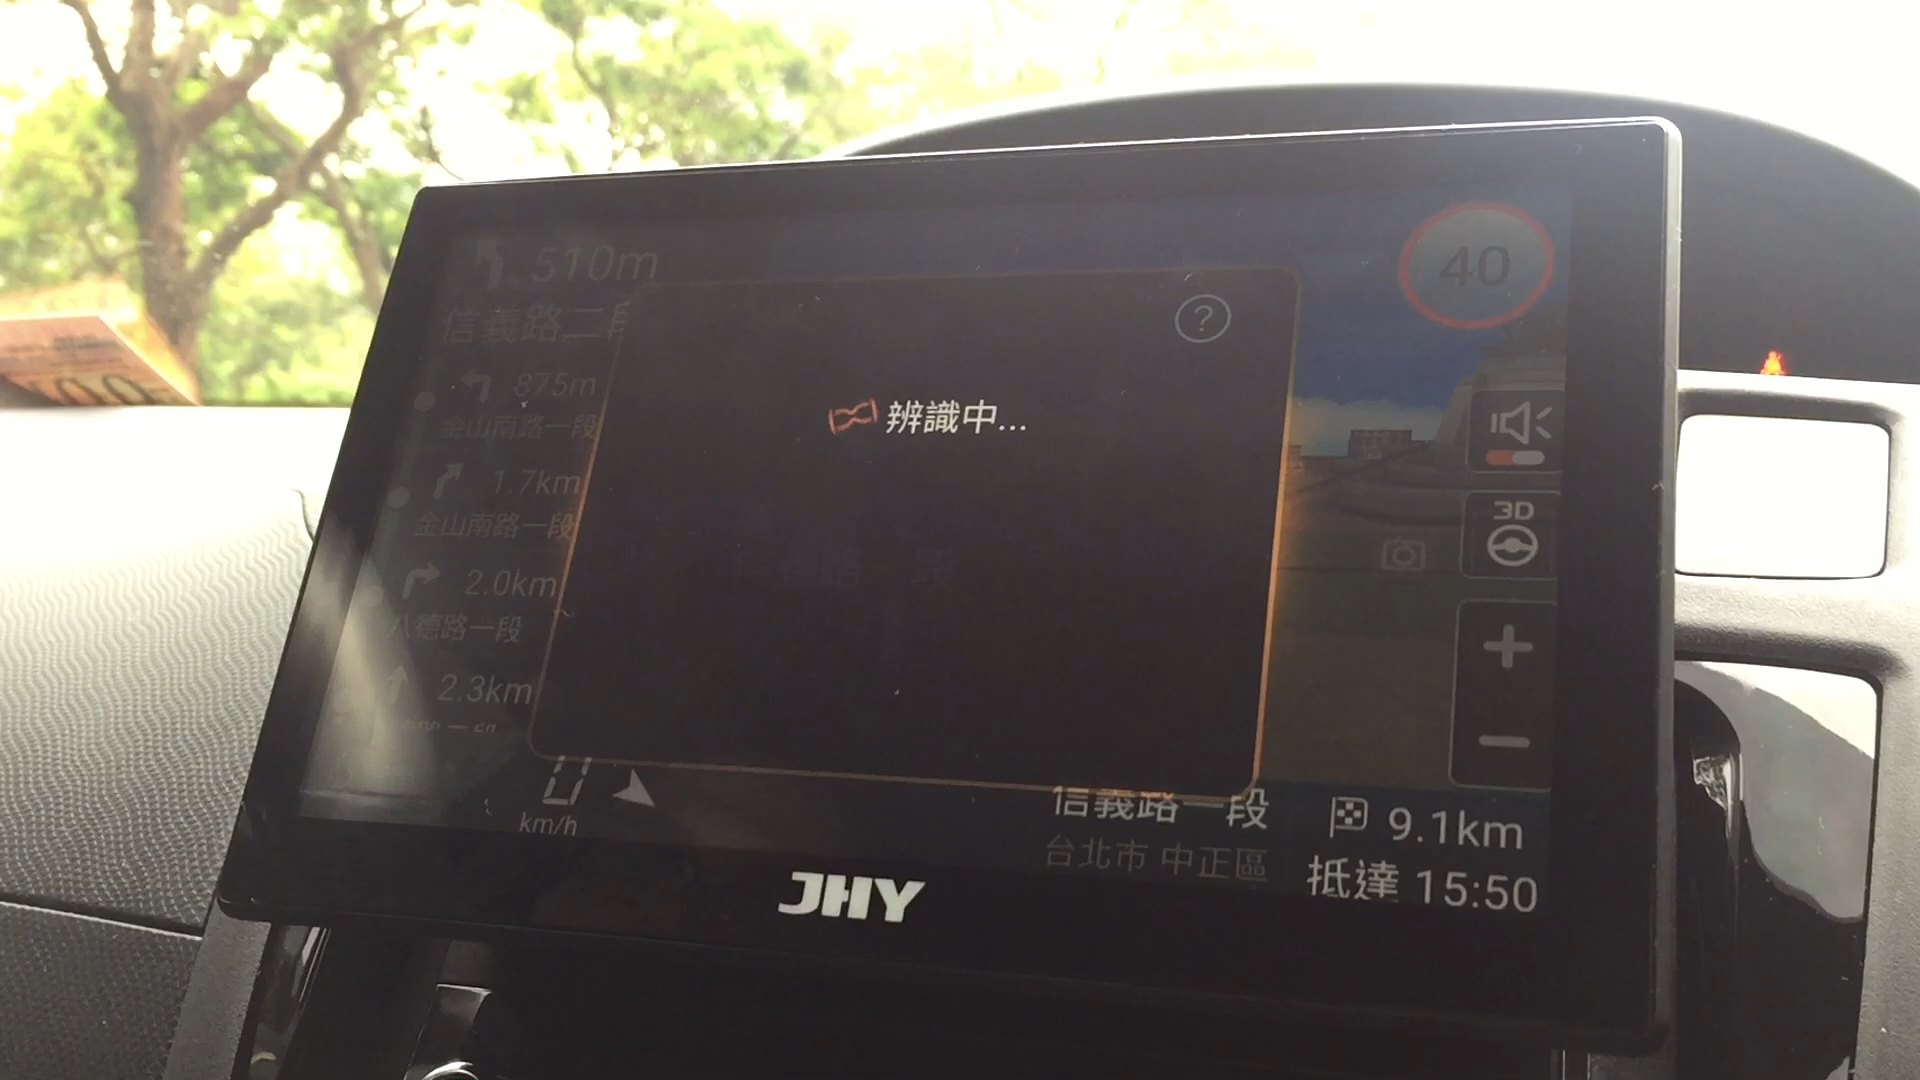 510m
信義路二段
875m
金山南路一段
1.7km
金山南路一段
2.0km
八德路一段
2.3km
40
?
辨識中...
3D
+
−
0
km/h
信義路一段
台北市 中正區
9.1km
抵達 15:50
JHY